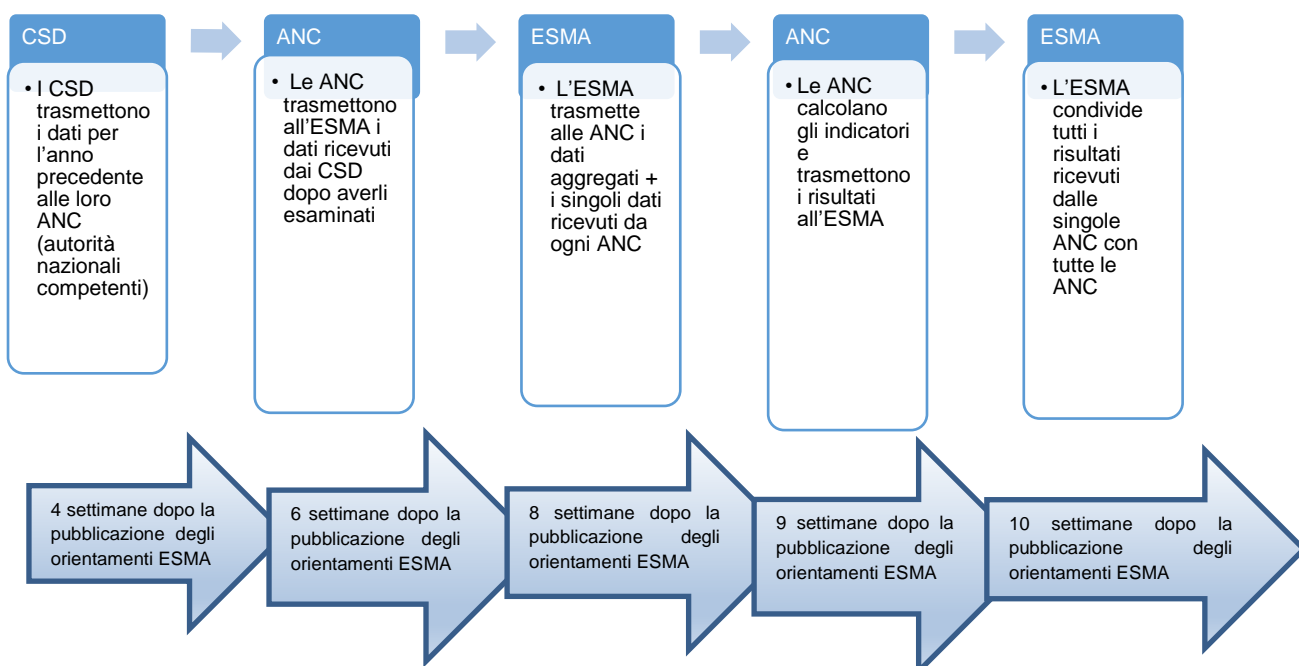 CSD
• I CSD
trasmettono
i dati per
l'anno
precedente
alle loro
ANC
(autorità
nazionali
competenti)
ANC
• Le ANC
trasmettono
all'ESMA i
dati ricevuti
dai CSD
dopo averli
esaminati
ESMA
• L'ESMA
trasmette
alle ANC i
dati
aggregati +
i singoli dati
ricevuti da
ogni ANC
ANC
• Le ANC
calcolano
gli indicatori
e
trasmettono
i risultati
all'ESMA
ESMA
• L'ESMA
condivide
tutti i
risultati
ricevuti
dalle
singole
ANC con
tutte le
ANC
4 settimane dopo la
pubblicazione degli
orientamenti ESMA
6 settimane dopo la
pubblicazione degli
orientamenti ESMA
8 settimane dopo la
pubblicazione degli
orientamenti ESMA
9 settimane dopo la
pubblicazione degli
orientamenti ESMA
10 settimane dopo la
pubblicazione degli
orientamenti ESMA